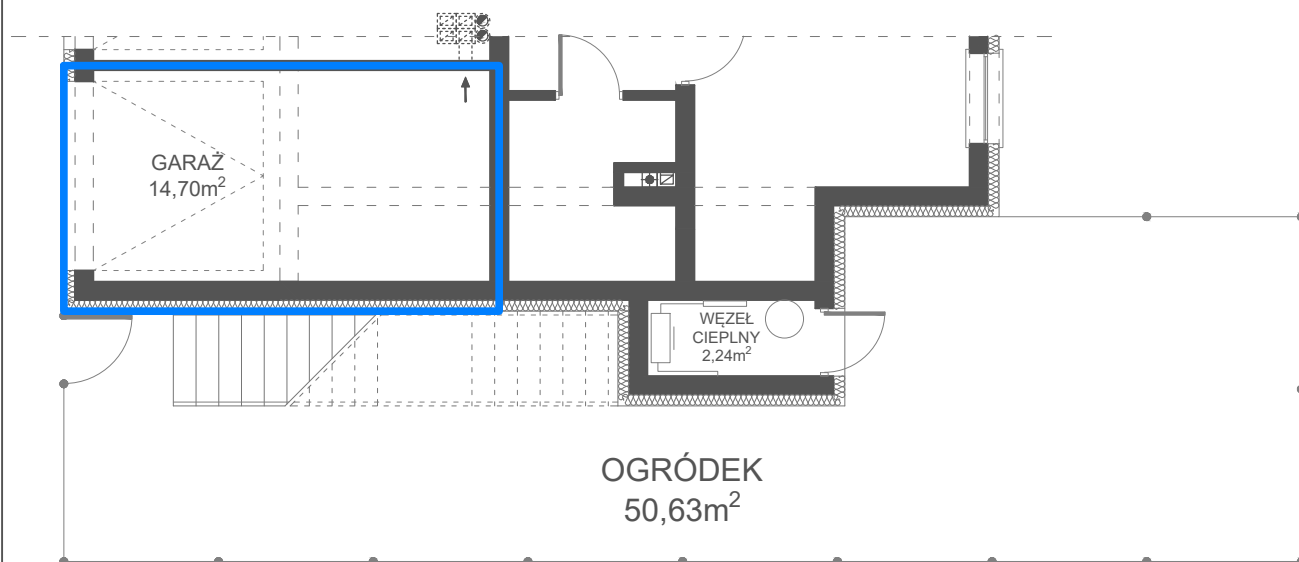 GARAŻ
14,70m²
WĘZEŁ
CIEPLNY
2,24m²
OGRÓDEK
50,63m²